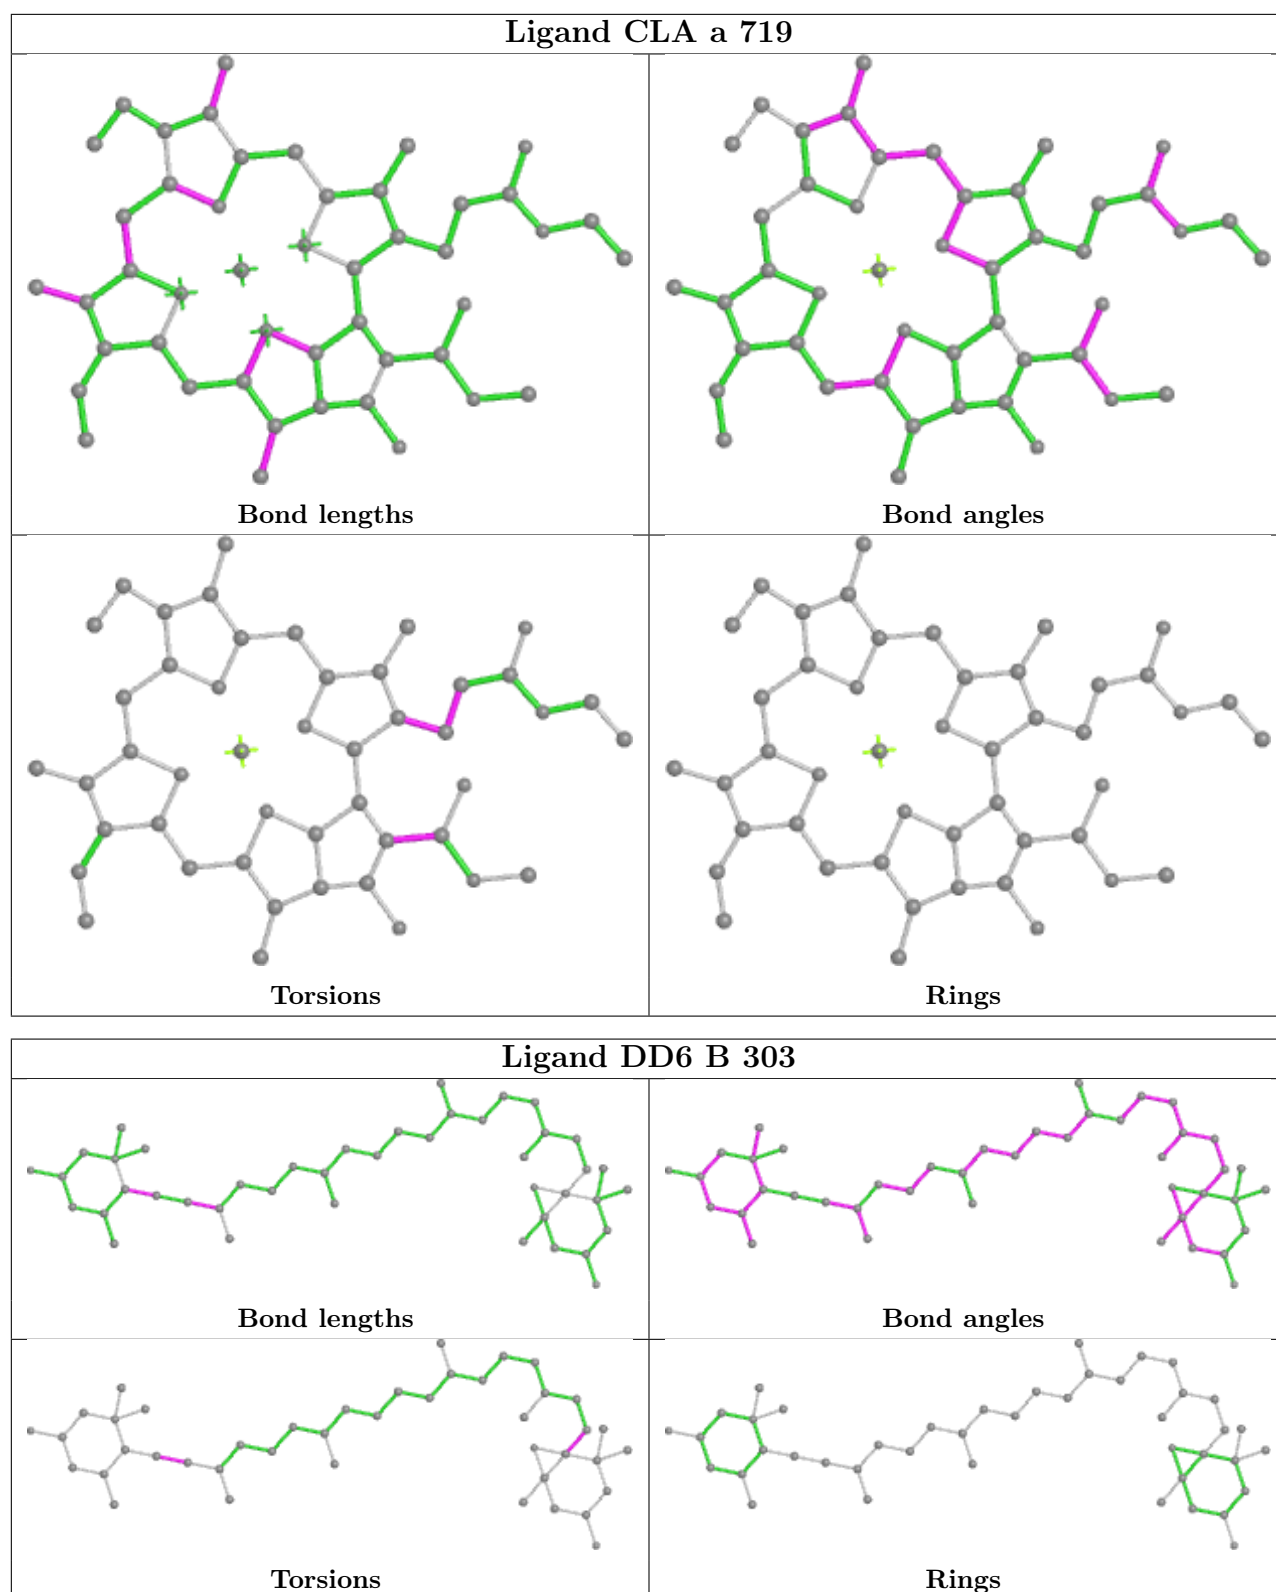 Ligand CLA a 719
Bond lengths
Bond angles
Torsions
Rings
Ligand DD6 B 303
Bond lengths
Bond angles
Torsions
Rings